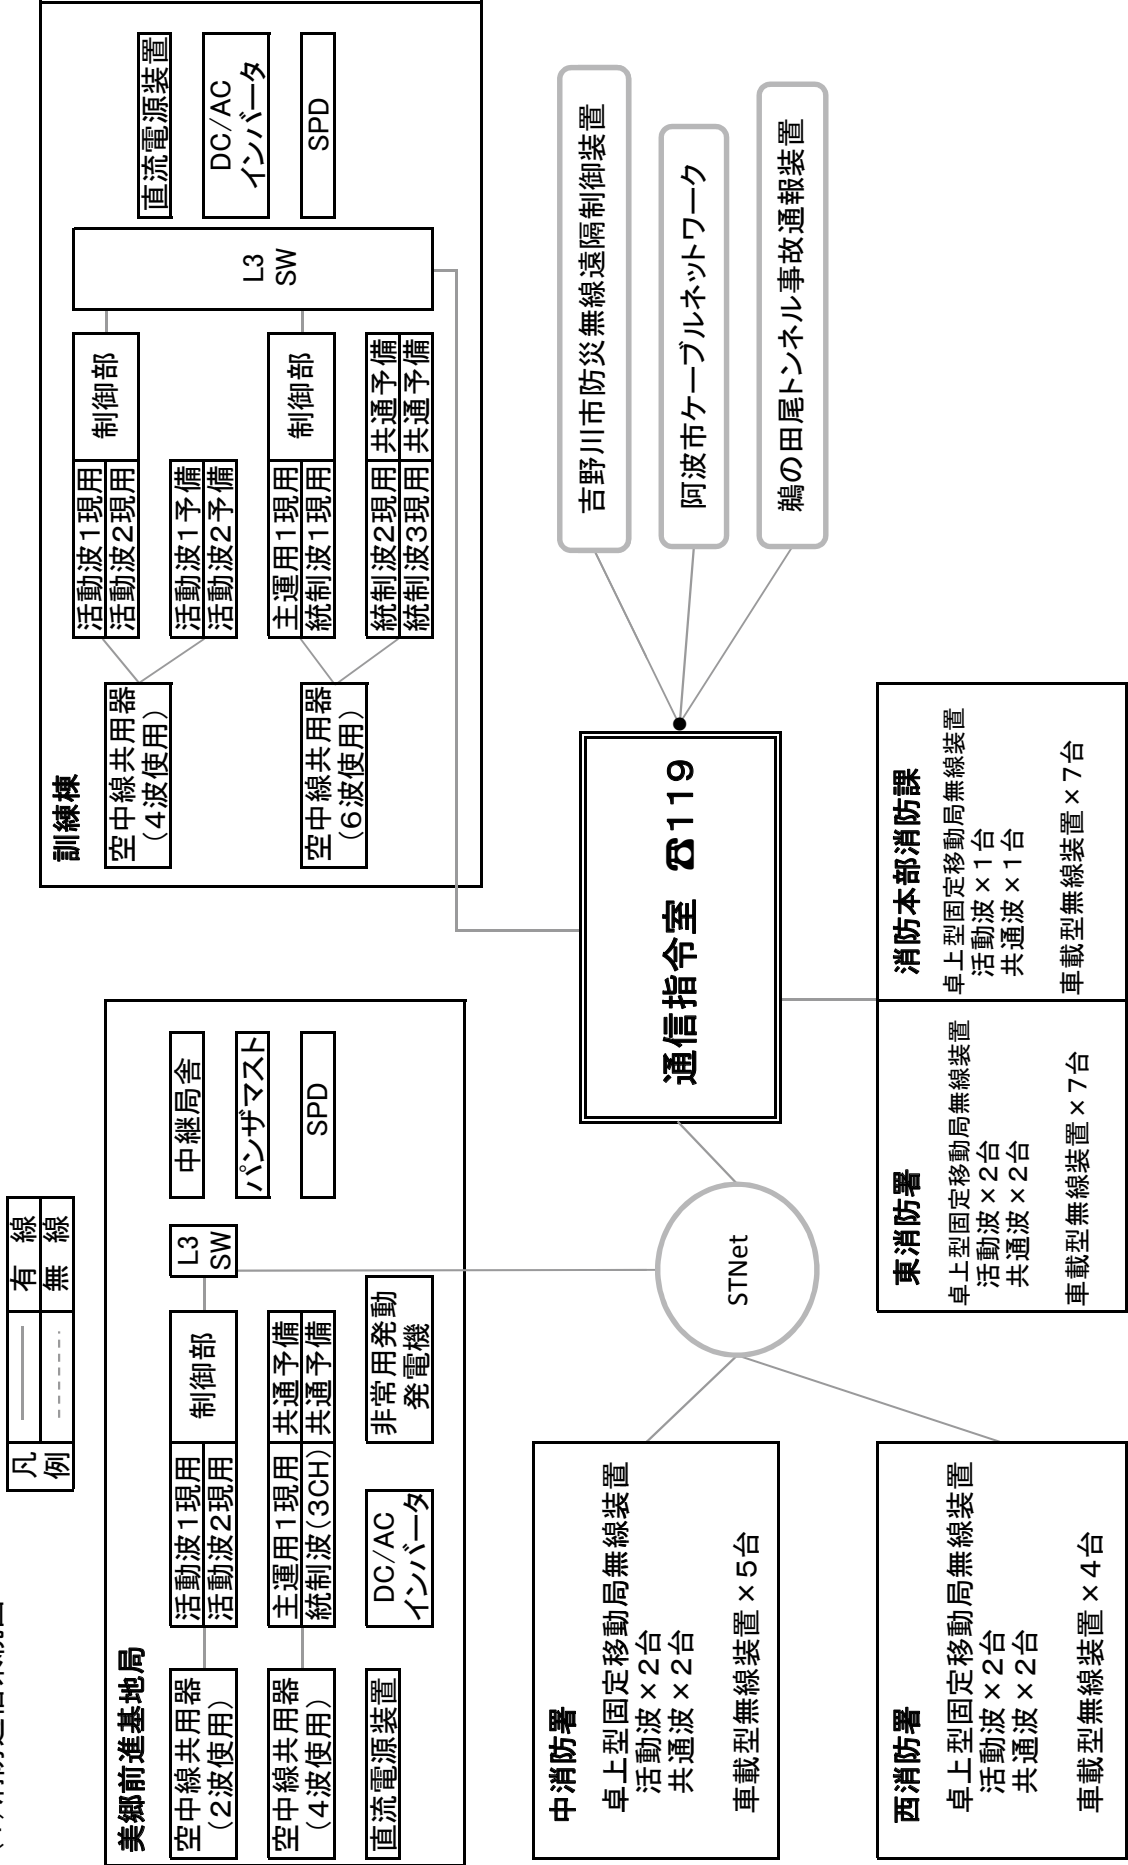 凡例
有線
無線
美郷前進基地局
空中線共用器
(2波使用)
活動波1現用
活動波2現用
制御部
L3
SW
中継局舎
空中線共用器
(4波使用)
主運用1現用
統制波(3CH)
共通予備
共通予備
パンザマスト
直流電源装置
DC/AC
インバータ
非常用発動
発電機
SPD
訓練棟
空中線共用器
(4波使用)
活動波1現用
活動波2現用
制御部
活動波1予備
活動波2予備
空中線共用器
(6波使用)
主運用1現用
統制波1現用
制御部
統制波2現用
統制波3現用
共通予備
共通予備
L3
SW
直流電源装置
DC/AC
インバータ
SPD
中消防署
卓上型固定移動局無線装置
活動波×2台
共通波×2台
車載型無線装置×5台
STNet
通信指令室 ☎119
吉野川市防災無線遠隔制御装置
阿波市ケーブルネットワーク
鵜の田尾トンネル事故通報装置
西消防署
卓上型固定移動局無線装置
活動波×2台
共通波×2台
車載型無線装置×4台
東消防署
卓上型固定移動局無線装置
活動波×2台
共通波×2台
車載型無線装置×7台
消防本部消防課
卓上型固定移動局無線装置
活動波×1台
共通波×1台
車載型無線装置×7台